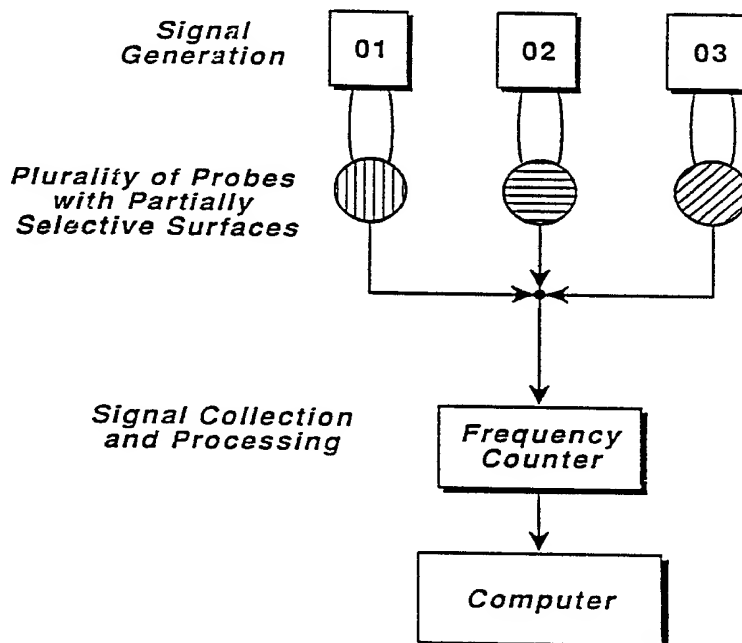 Signal
Generation
01
02
03
Plurality of Probes
with Partially
Selective Surfaces
Signal Collection
and Processing
Frequency
Counter
Computer